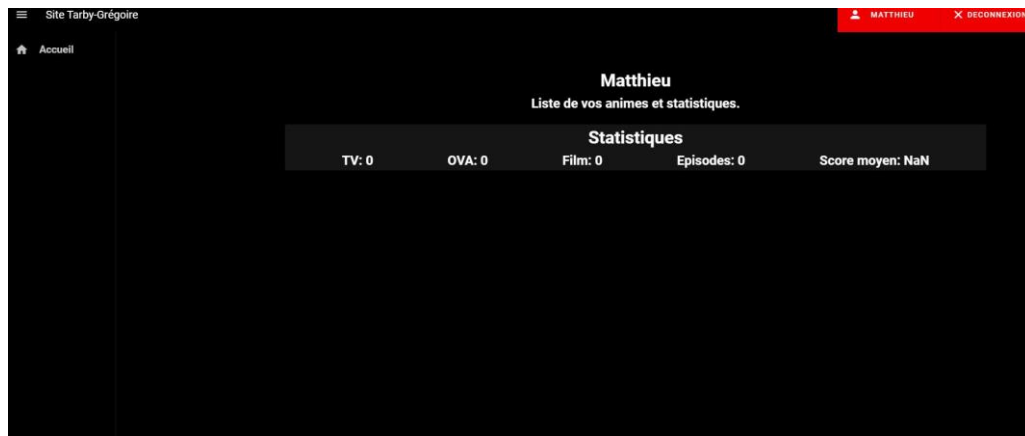 Site Tarby-Grégoire
MATTHIEU
DECONNEXION
Accueil
Matthieu
Liste de vos animes et statistiques.
Statistiques
TV: 0 OVA: 0 Film: 0 Episodes: 0 Score moyen: NaN